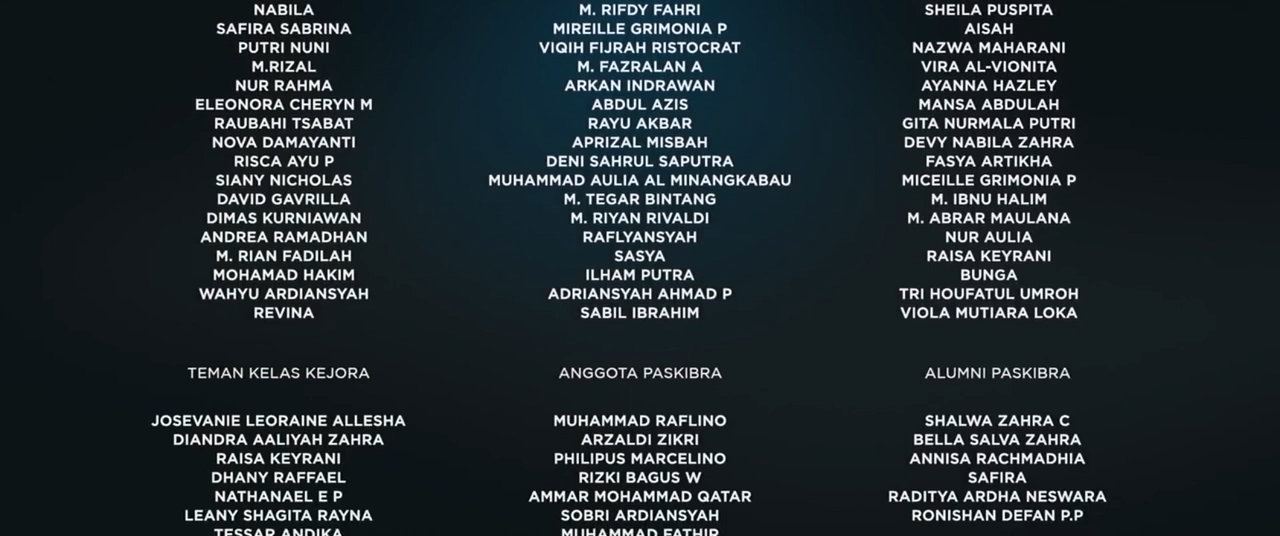 NABILA
SAFIRA SABRINA
PUTRI NUNI
M.RIZAL
NUR RAHMA
ELEONORA CHERYN M
RAUBAHI TSABAT
NOVA DAMAYANTI
RISCA AYU P
SIANY NICHOLAS
DAVID GAVRILLA
DIMAS KURNIAWAN
ANDREA RAMADHAN
M. RIAN FADILAH
MOHAMAD HAKIM
WAHYU ARDIANSYAH
REVINA
M. RIFDY FAHRI
MIREILLE GRIMONIA P
VIQIH FIJRAH RISTOCRAT
M. FAZRALAN A
ARKAN INDRAWAN
ABDUL AZIS
RAYU AKBAR
APRIZAL MISBAH
DENI SAHRUL SAPUTRA
MUHAMMAD AULIA AL MINANGKABAU
M. TEGAR BINTANG
M. RIYAN RIVALDI
RAFLYANSYAH
SASYA
ILHAM PUTRA
ADRIANSYAH AHMAD P
SABIL IBRAHIM
SHEILA PUSPITA
AISAH
NAZWA MAHARANI
VIRA AL-VIONITA
AYANNA HAZLEY
MANSA ABDULAH
GITA NURMALA PUTRI
DEVY NABILA ZAHRA
FASYA ARTIKHA
MICEILLE GRIMONIA P
M. IBNU HALIM
M. ABRAR MAULANA
NUR AULIA
RAISA KEYRANI
BUNGA
TRI HOUFATUL UMROH
VIOLA MUTIARA LOKA
TEMAN KELAS KEJORA
JOSEVANIE LEORAINE ALLESHA
DIANDRA AALIYAH ZAHRA
RAISA KEYRANI
DHANY RAFFAEL
NATHANAEL E P
LEANY SHAGITA RAYNA
TESSAR ANDIKA
ANGGOTA PASKIBRA
MUHAMMAD RAFLINO
ARZALDI ZIKRI
PHILIPUS MARCELINO
RIZKI BAGUS W
AMMAR MOHAMMAD QATAR
SOBRI ARDIANSYAH
MUHAMMAD FATHIR
ALUMNI PASKIBRA
SHALWA ZAHRA C
BELLA SALVA ZAHRA
ANNISA RACHMADHIA
SAFIRA
RADITYA ARDHA NESWARA
RONISHAN DEFAN P.P